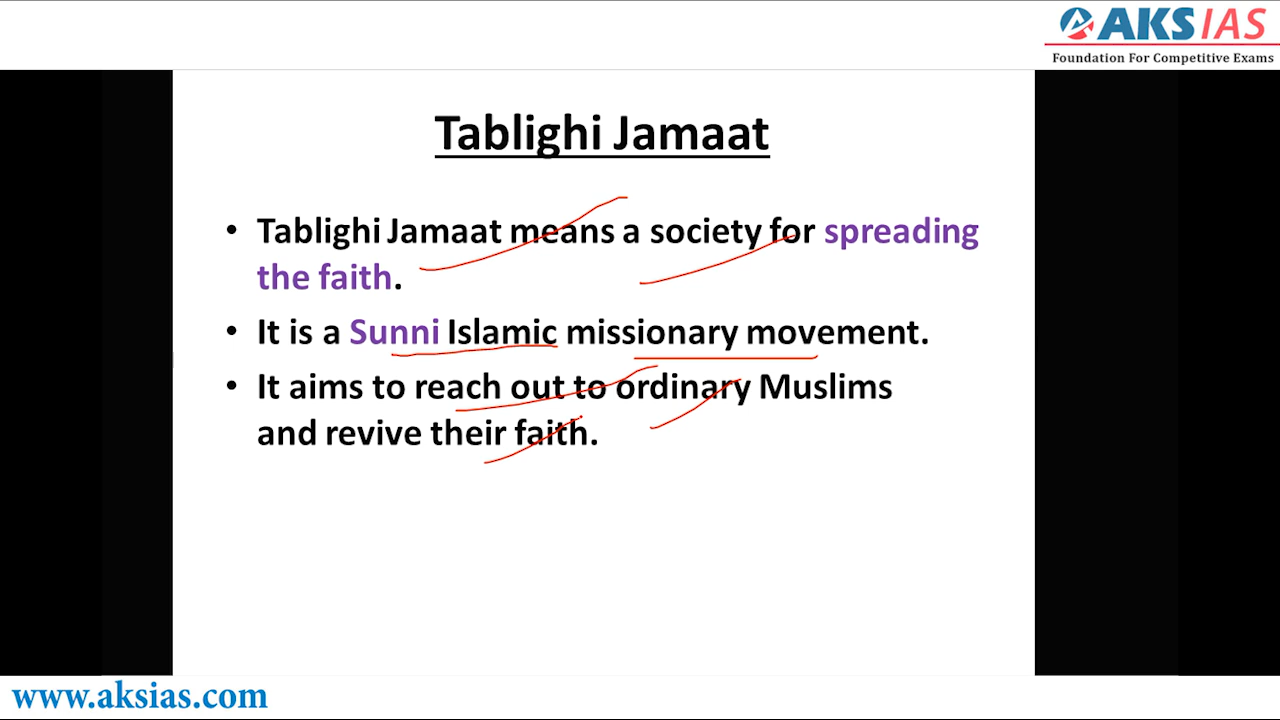 AKS IAS
Foundation For Competitive Exams
Tablighi Jamaat
• Tablighi Jamaat means a society for spreading
the faith.
• It is a Sunni Islamic missionary movement.
• It aims to reach out to ordinary Muslims
and revive their faith.
www.aksias.com